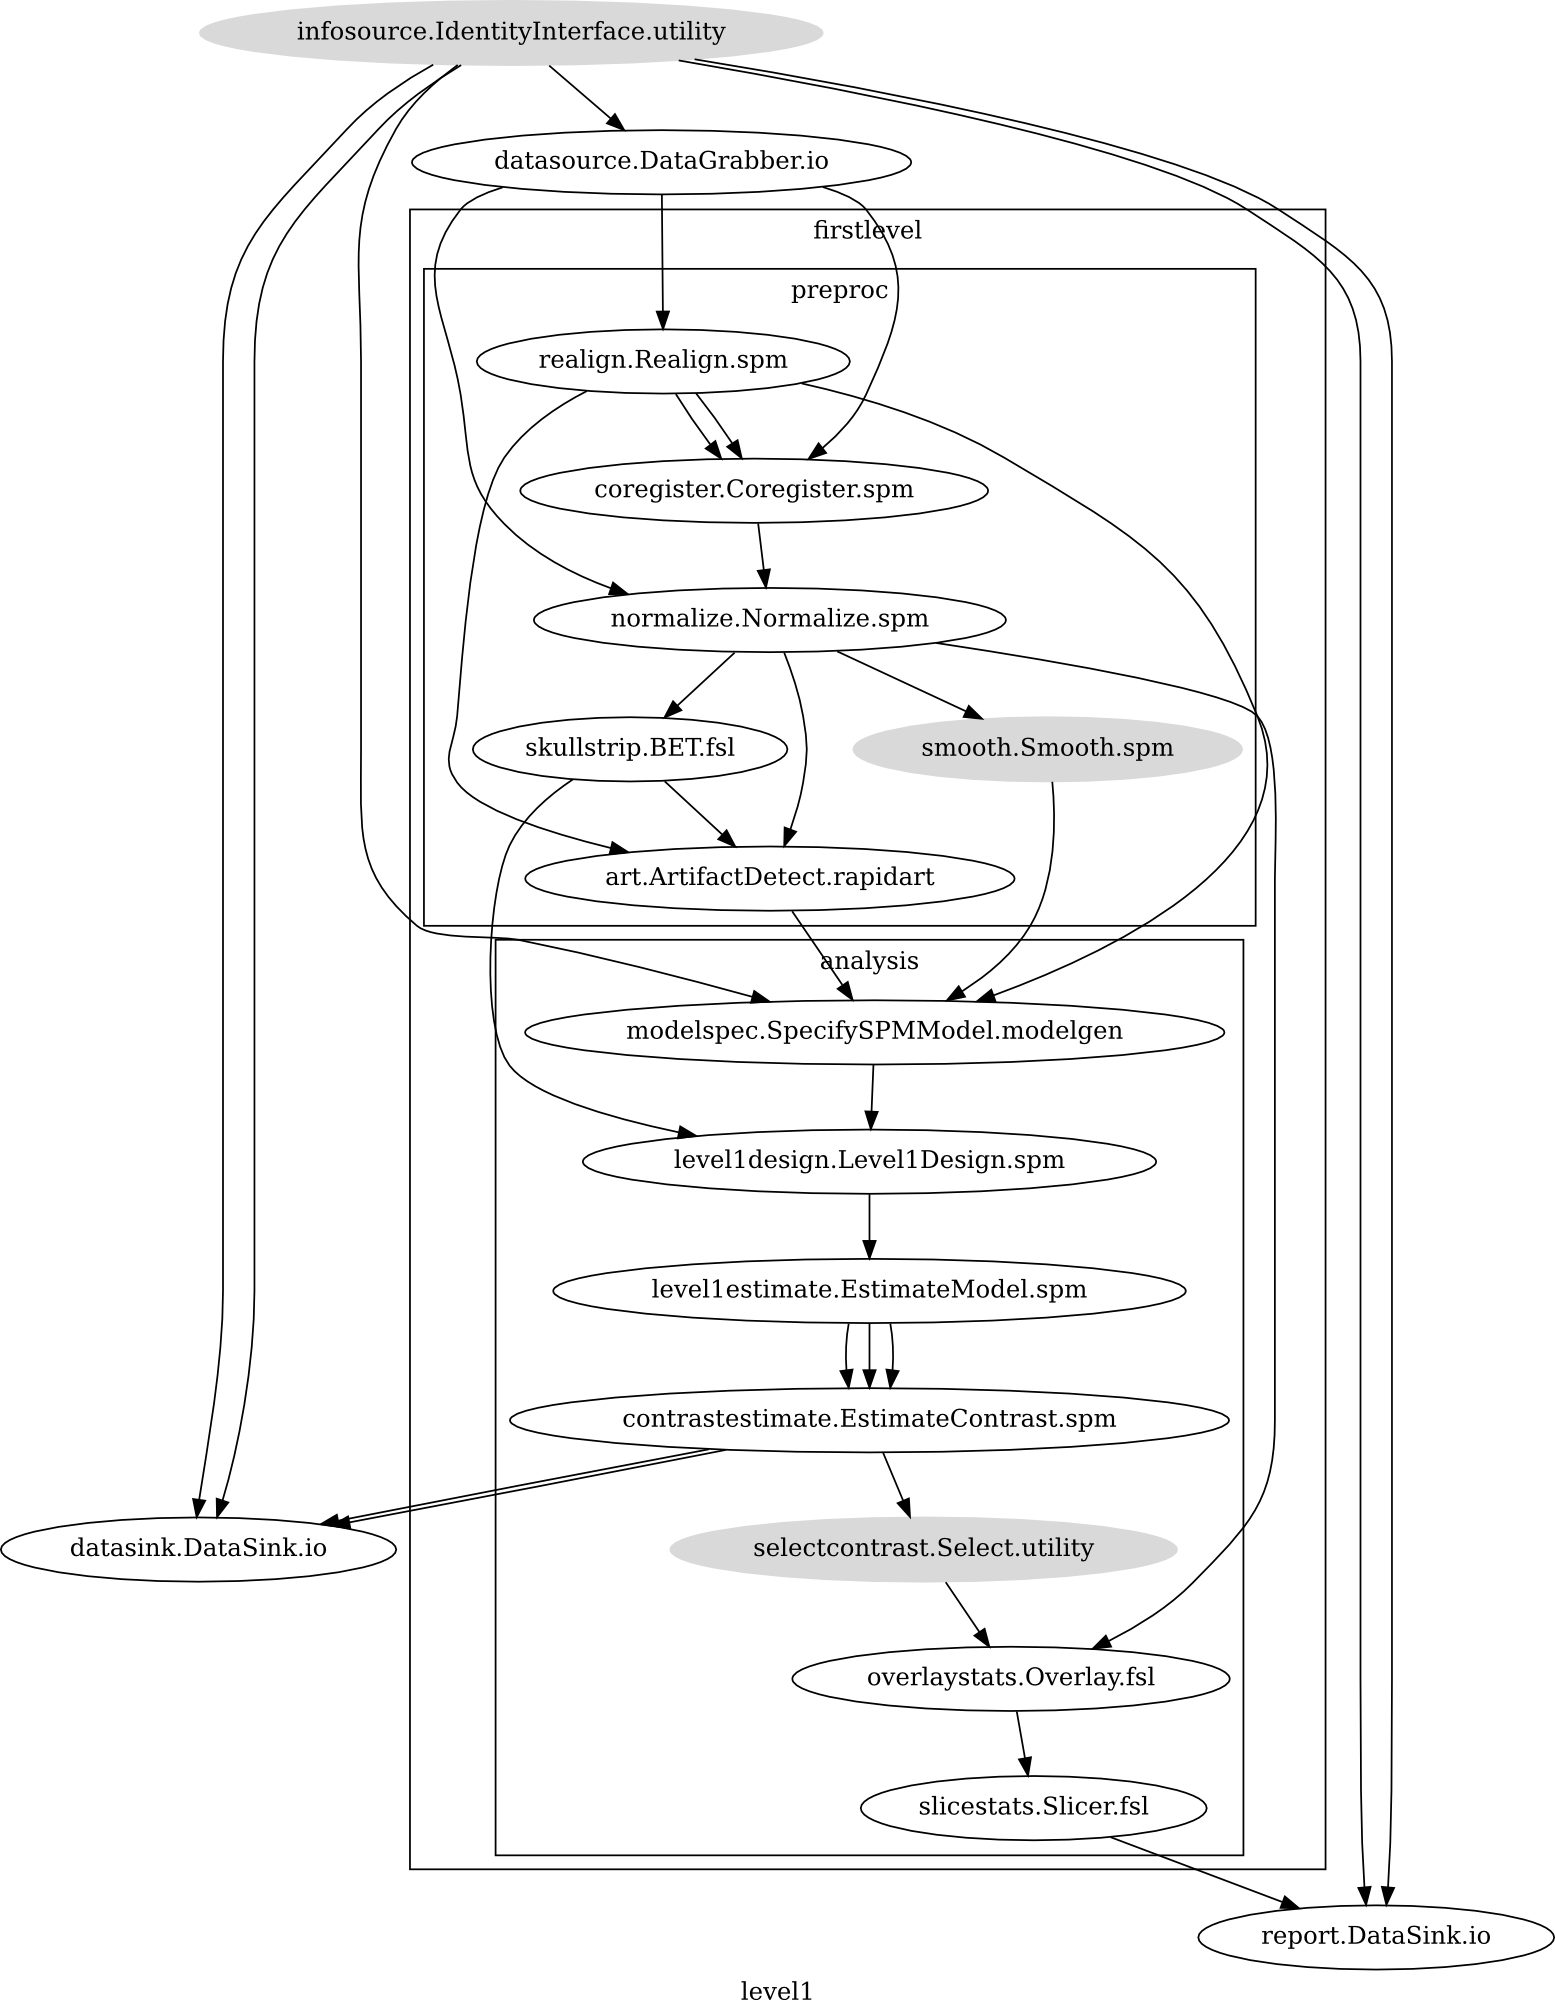 infosource.IdentityInterface.utility
datasource.DataGrabber.io
firstlevel
preproc
realign.Realign.spm
coregister.Coregister.spm
normalize.Normalize.spm
skullstrip.BET.fsl
smooth.Smooth.spm
art.ArtifactDetect.rapidart
analysis
modelspec.SpecifySPMModel.modelgen
level1design.Level1Design.spm
level1estimate.EstimateModel.spm
contrastestimate.EstimateContrast.spm
datasink.DataSink.io
selectcontrast.Select.utility
overlaystats.Overlay.fsl
slicestats.Slicer.fsl
report.DataSink.io
level1